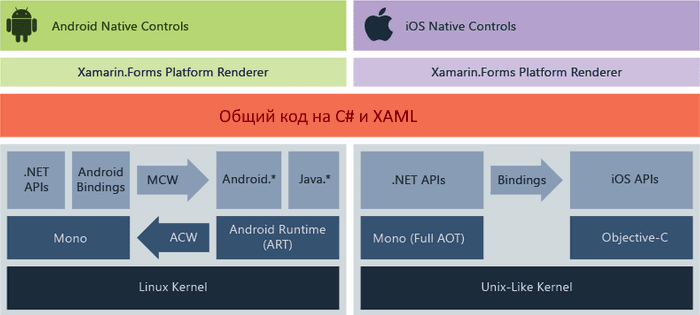 Android Native Controls
iOS Native Controls
Xamarin.Forms Platform Renderer
Xamarin.Forms Platform Renderer
Общий код на C# и XAML
.NET
APIs
Android
Bindings
MCW
Android.*
Java.*
Mono
ACW
Android Runtime
(ART)
Linux Kernel
.NET APIs
Bindings
iOS APIs
Mono (Full AOT)
Objective-C
Unix-Like Kernel